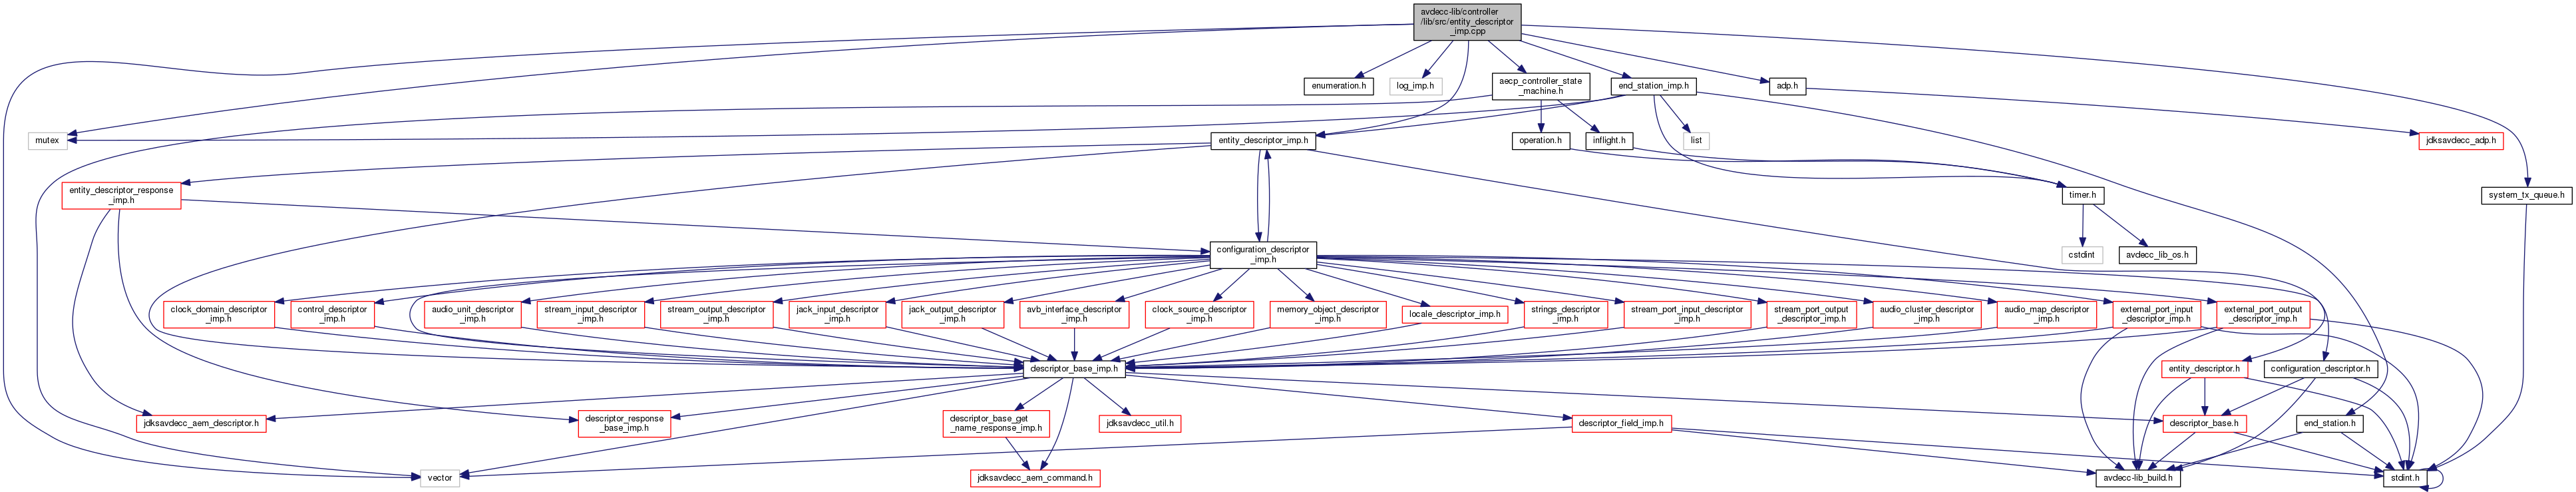 avdecc-lib/controller
/lib/src/entity_descriptor
_imp.cpp
enumeration.h
log_imp.h
aecp_controller_state
_machine.h
end_station_imp.h
adp.h
mutex
entity_descriptor_imp.h
operation.h
inflight.h
list
jdksavdecc_adp.h
entity_descriptor_response
_imp.h
timer.h
system_tx_queue.h
configuration_descriptor
_imp.h
cstdint
avdecc_lib_os.h
clock_domain_descriptor
_imp.h
control_descriptor
_imp.h
audio_unit_descriptor
_imp.h
stream_input_descriptor
_imp.h
stream_output_descriptor
_imp.h
jack_input_descriptor
_imp.h
jack_output_descriptor
_imp.h
avb_interface_descriptor
_imp.h
clock_source_descriptor
_imp.h
memory_object_descriptor
_imp.h
locale_descriptor_imp.h
strings_descriptor
_imp.h
stream_port_input_descriptor
_imp.h
stream_port_output
_descriptor_imp.h
audio_cluster_descriptor
_imp.h
audio_map_descriptor
_imp.h
external_port_input
_descriptor_imp.h
external_port_output
_descriptor_imp.h
descriptor_base_imp.h
entity_descriptor.h
configuration_descriptor.h
jdksavdecc_aem_descriptor.h
descriptor_response
_base_imp.h
descriptor_base_get
_name_response_imp.h
jdksavdecc_util.h
descriptor_field_imp.h
descriptor_base.h
end_station.h
vector
jdksavdecc_aem_command.h
avdecc-lib_build.h
stdint.h